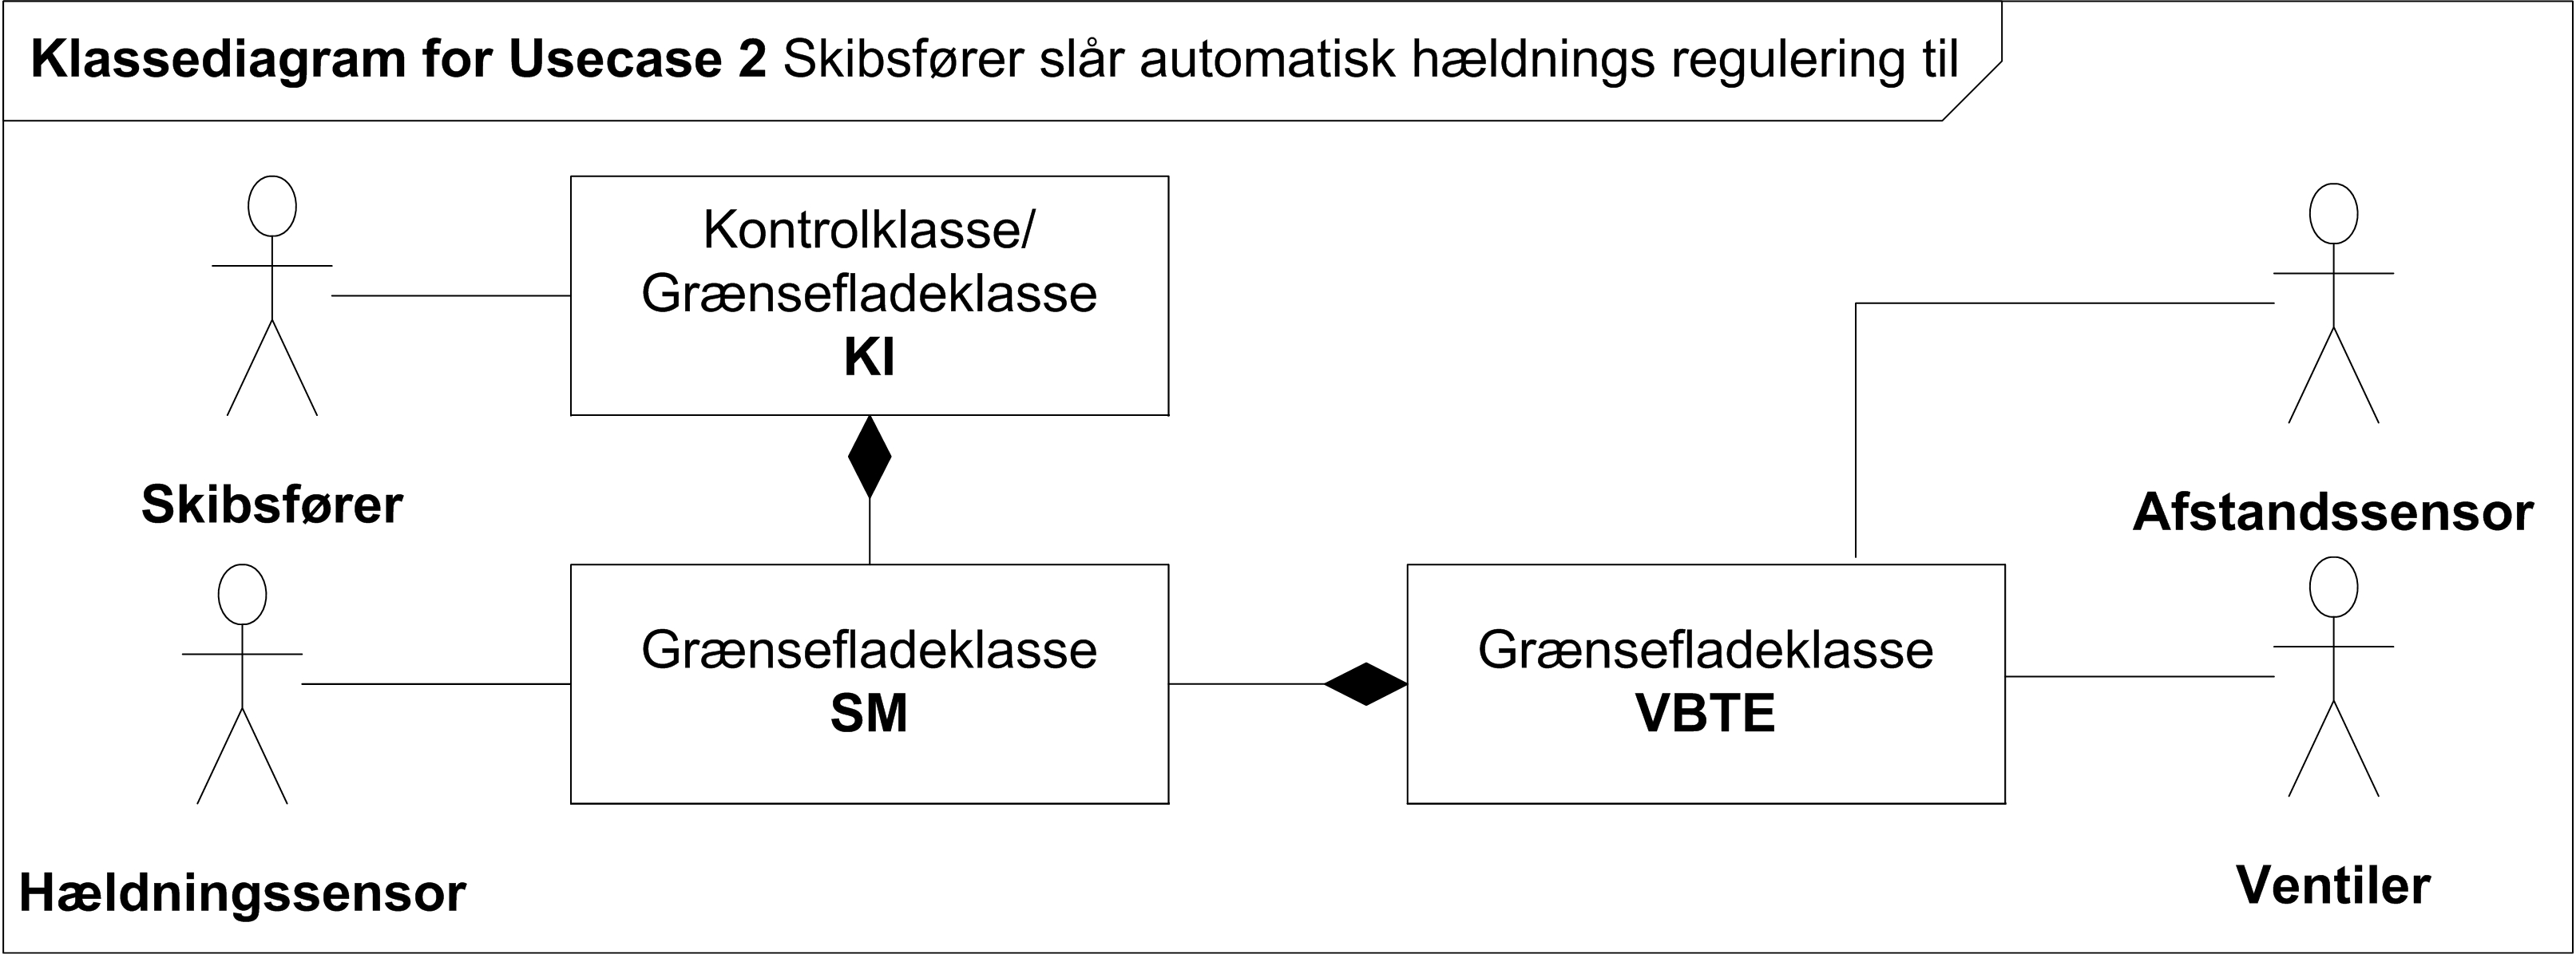 Klassediagram for Usecase 2 Skibsfører slår automatisk hældnings regulering til
Kontrolklasse/
Grænsefladeklasse
KI
Skibsfører
Afstandssensor
Grænsefladeklasse
SM
Grænsefladeklasse
VBTE
Hældningssensor
Ventiler